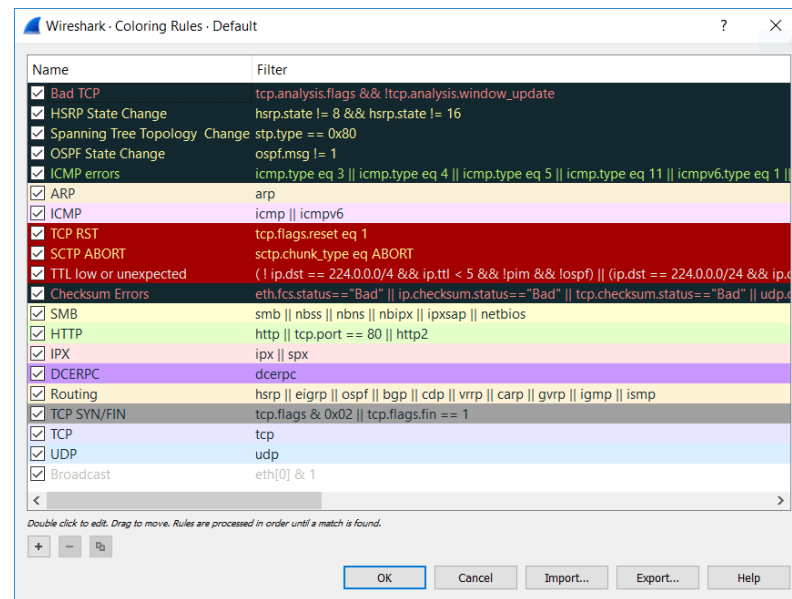 Wireshark · Coloring Rules · Default
Name Filter
Bad TCP tcp.analysis.flags && !tcp.analysis.window_update
HSRP State Change hsrp.state != 8 && hsrp.state != 16
Spanning Tree Topology Change stp.type == 0x80
OSPF State Change ospf.msg != 1
ICMP errors icmp.type eq 3 || icmp.type eq 4 || icmp.type eq 5 || icmp.type eq 11 || icmpv6.type eq 1 ||
ARP arp
ICMP icmp || icmpv6
TCP RST tcp.flags.reset eq 1
SCTP ABORT sctp.chunk_type eq ABORT
TTL low or unexpected ( ! ip.dst == 224.0.0.0/4 && ip.ttl < 5 && !pim && !ospf) || (ip.dst == 224.0.0.0/24 && ip.
Checksum Errors eth.fcs.status=="Bad" || ip.checksum.status=="Bad" || tcp.checksum.status=="Bad" || udp.
SMB smb || nbss || nbns || nbipx || ipxsap || netbios
HTTP http || tcp.port == 80 || http2
IPX ipx || spx
DCERPC dcerpc
Routing hsrp || eigrp || ospf || bgp || cdp || vrrp || carp || gvrp || igmp || ismp
TCP SYN/FIN tcp.flags & 0x02 || tcp.flags.fin == 1
TCP tcp
UDP udp
Broadcast eth[0] & 1
Double click to edit. Drag to move. Rules are processed in order until a match is found.
OK Cancel Import... Export... Help